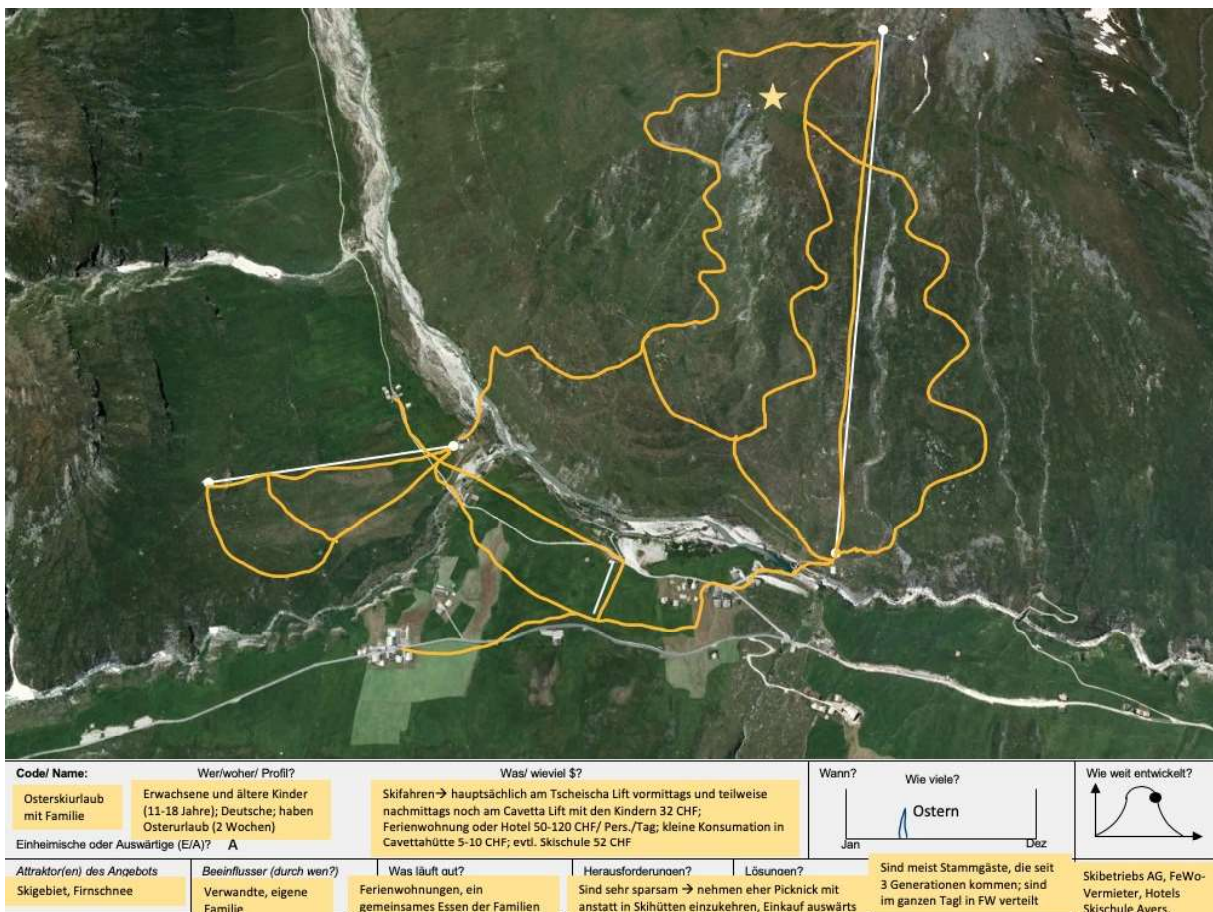 Code/ Name:
Osterskiurlaub
mit Familie
Wer/woher/ Profil?
Erwachsene und ältere Kinder
(11-18 Jahre); Deutsche; haben
Osterurlaub (2 Wochen)
Einheimische oder Auswärtige (E/A)? A
Was/ wieviel $?
Skifahren→ hauptsächlich am Tscheischa Lift vormittags und teilweise
nachmittags noch am Cavetta Lift mit den Kindern 32 CHF;
Ferienwohnung oder Hotel 50-120 CHF/ Pers./Tag; kleine Konsumation in
Cavettahütte 5-10 CHF; evtl. Skischule 52 CHF
Wann?
Wie viele?
Ostern
Jan
Dez
Wie weit entwickelt?
Attraktor(en) des Angebots
Skigebiet, Firnschnee
Beeinflusser (durch wen?)
Verwandte, eigene
Familie
Was läuft gut?
Ferienwohnungen, ein
gemeinsames Essen der Familien
Herausforderungen?
Lösungen?
Sind sehr sparsam → nehmen eher Picknick mit
anstatt in Skihütten einzukehren, Einkauf auswärts
Sind meist Stammgäste, die seit
3 Generationen kommen; sind
im ganzen Tagl in FW verteilt
Skibetriebs AG, FeWo-
Vermieter, Hotels
Skischule Avers,